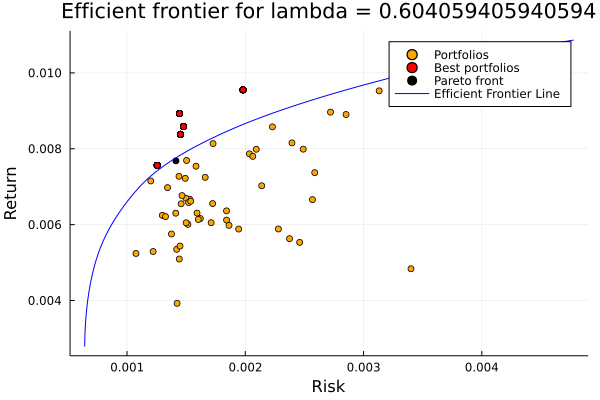 Efficient frontier for lambda = 0.604059405940594
Portfolios
Best portfolios
Pareto front
Efficient Frontier Line
Return
0.010
0.008
0.006
0.004
0.001 0.002 0.003 0.004
Risk